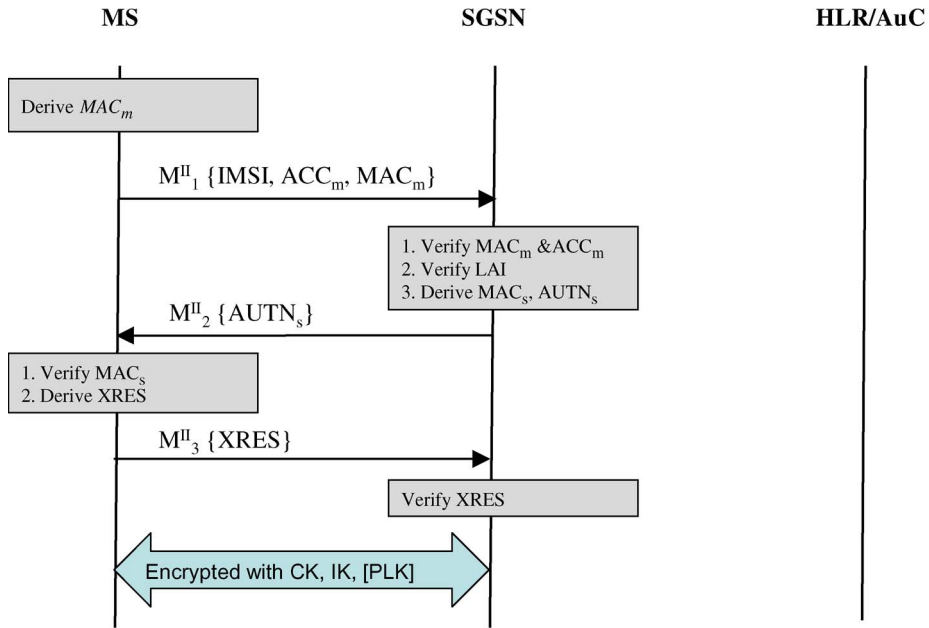 MS SGSN HLR/AuC
Derive MACₘ
Mᴵᴵ₁ {IMSI, ACCₘ, MACₘ}
1. Verify MACₘ &ACCₘ
2. Verify LAI
3. Derive MACₛ, AUTNₛ
Mᴵᴵ₂ {AUTNₛ}
1. Verify MACₛ
2. Derive XRES
Mᴵᴵ₃ {XRES}
Verify XRES
Encrypted with CK, IK, [PLK]